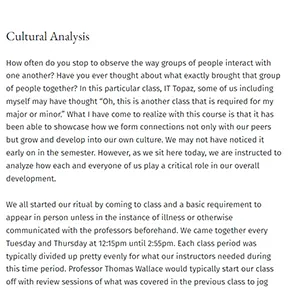 Cultural Analysis
How often do you stop to observe the way groups of people interact with
one another? Have you ever thought about what exactly brought that group
of people together? In this particular class, IT Topaz, some of us including
myself may have thought “Oh, this is another class that is required for my
major or minor.” What I have come to realize with this course is that it has
been able to showcase how we form connections not only with our peers
but grow and develop into our own culture. We may not have noticed it
early on in the semester. However, as we sit here today, we are instructed to
analyze how each and everyone of us play a critical role in our overall
development.
We all started our ritual by coming to class and a basic requirement to
appear in person unless in the instance of illness or otherwise
communicated with the professors beforehand. We came together every
Tuesday and Thursday at 12:15pm until 2:55pm. Each class period was
typically divided up pretty evenly for what our instructors needed during
this time period. Professor Thomas Wallace would typically start our class
off with review sessions of what was covered in the previous class to jog